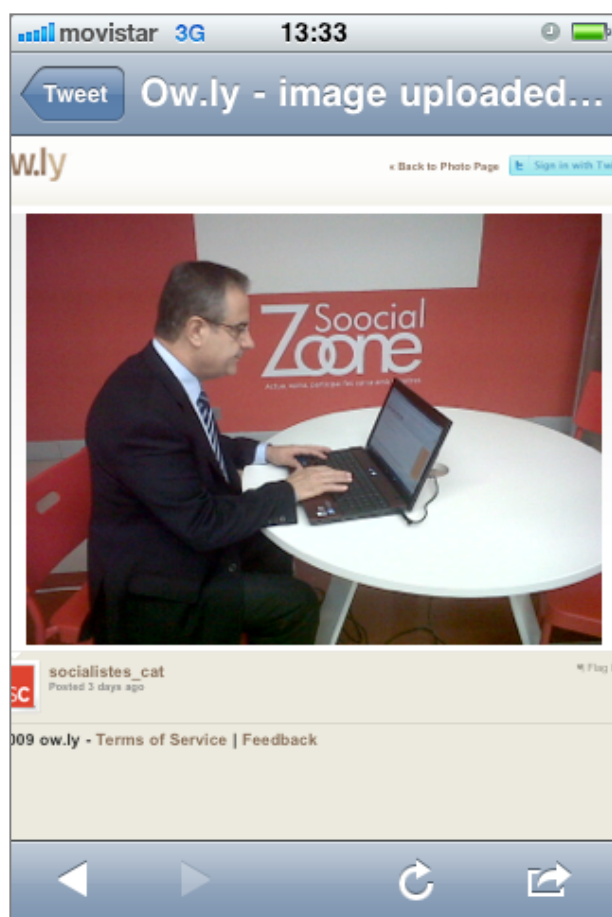 movistar 3G 13:33
Tweet
Ow.ly - image uploaded...
w.ly
« Back to Photo Page
Sign in with Tw
Soocial
Zoone
socialistes_cat
Posted 3 days ago
Flag
sc
009 ow.ly - Terms of Service | Feedback